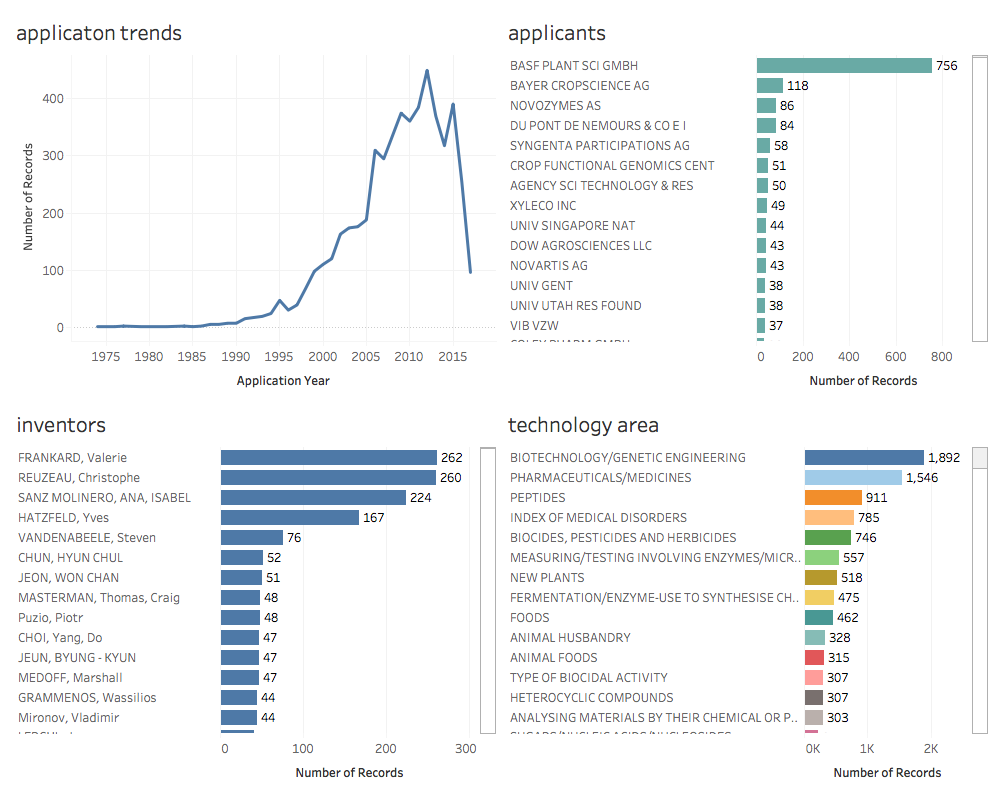 applicaton trends
400
300
200
100
0
Number of Records
1975 1980 1985 1990 1995 2000 2005 2010 2015
Application Year
applicants
BASF PLANT SCI GMBH 756
BAYER CROPSCIENCE AG 118
NOVOZYMES AS 86
DU PONT DE NEMOURS & CO E I 84
SYNGENTA PARTICIPATIONS AG 58
CROP FUNCTIONAL GENOMICS CENT 51
AGENCY SCI TECHNOLOGY & RES 50
XYLECO INC 49
UNIV SINGAPORE NAT 44
DOW AGROSCIENCES LLC 43
NOVARTIS AG 43
UNIV GENT 38
UNIV UTAH RES FOUND 38
VIB VZW 37
0 200 400 600 800
Number of Records
inventors
FRANKARD, Valerie 262
REUZEAU, Christophe 260
SANZ MOLINERO, ANA, ISABEL 224
HATZFELD, Yves 167
VANDENABEELE, Steven 76
CHUN, HYUN CHUL 52
JEON, WON CHAN 51
MASTERMAN, Thomas, Craig 48
Puzio, Piotr 48
CHOI, Yang, Do 47
JEUN, BYUNG - KYUN 47
MEDOFF, Marshall 47
GRAMMENOS, Wassilios 44
Mironov, Vladimir 44
0 100 200 300
Number of Records
technology area
BIOTECHNOLOGY/GENETIC ENGINEERING 1,892
PHARMACEUTICALS/MEDICINES 1,546
PEPTIDES 911
INDEX OF MEDICAL DISORDERS 785
BIOCIDES, PESTICIDES AND HERBICIDES 746
MEASURING/TESTING INVOLVING ENZYMES/MICR.. 557
NEW PLANTS 518
FERMENTATION/ENZYME-USE TO SYNTHESISE CH.. 475
FOODS 462
ANIMAL HUSBANDRY 328
ANIMAL FOODS 315
TYPE OF BIOCIDAL ACTIVITY 307
HETEROCYCLIC COMPOUNDS 307
ANALYSING MATERIALS BY THEIR CHEMICAL OR P.. 303
SUGARS/NUCLEIC ACIDS/NUCLEOSIDES
0K 1K 2K
Number of Records